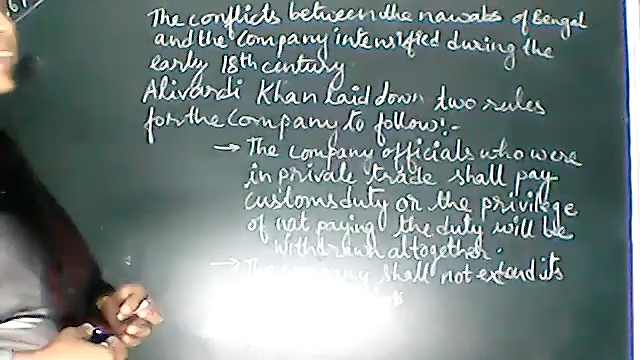 The conflicts between the nawabs of Bengal
and the Company intensified during the
early 18th century
Alivardi Khan laid down two rules
for the Company to follow:-
→ The Company officials who were
in private trade shall pay
customs duty or the privilege
of not paying the duty will be
withdrawn altogether.
→ The Company shall not extend its